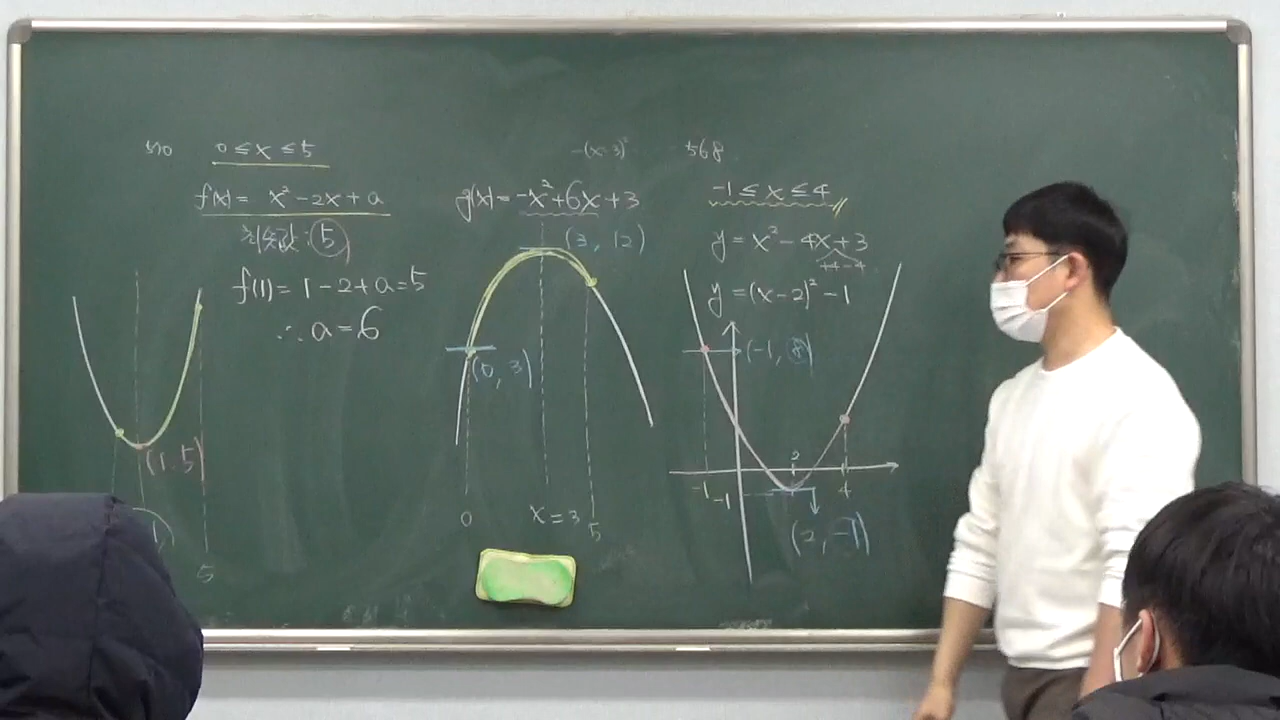 510 0 ≤ x ≤ 5
f(x) = x² - 2x + a
최솟값 : 5
f(1) = 1 - 2 + a = 5
∴ a = 6
(1, 5)
5
-(x-3)²
g(x) = -x² + 6x + 3
(3, 12)
(0, 3)
0
x = 3
5
568
-1 ≤ x ≤ 4
y = x² - 4x + 3
+4 -4
y = (x-2)² - 1
(-1, 8)
2
-1
-1
4
(2, -1)